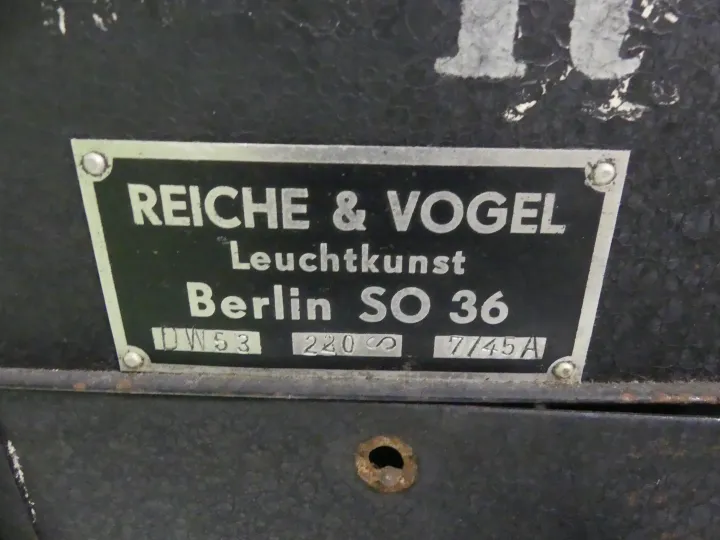 REICHE & VOGEL
Leuchtkunst
Berlin SO 36
DW53 220 ∽ 7/45A